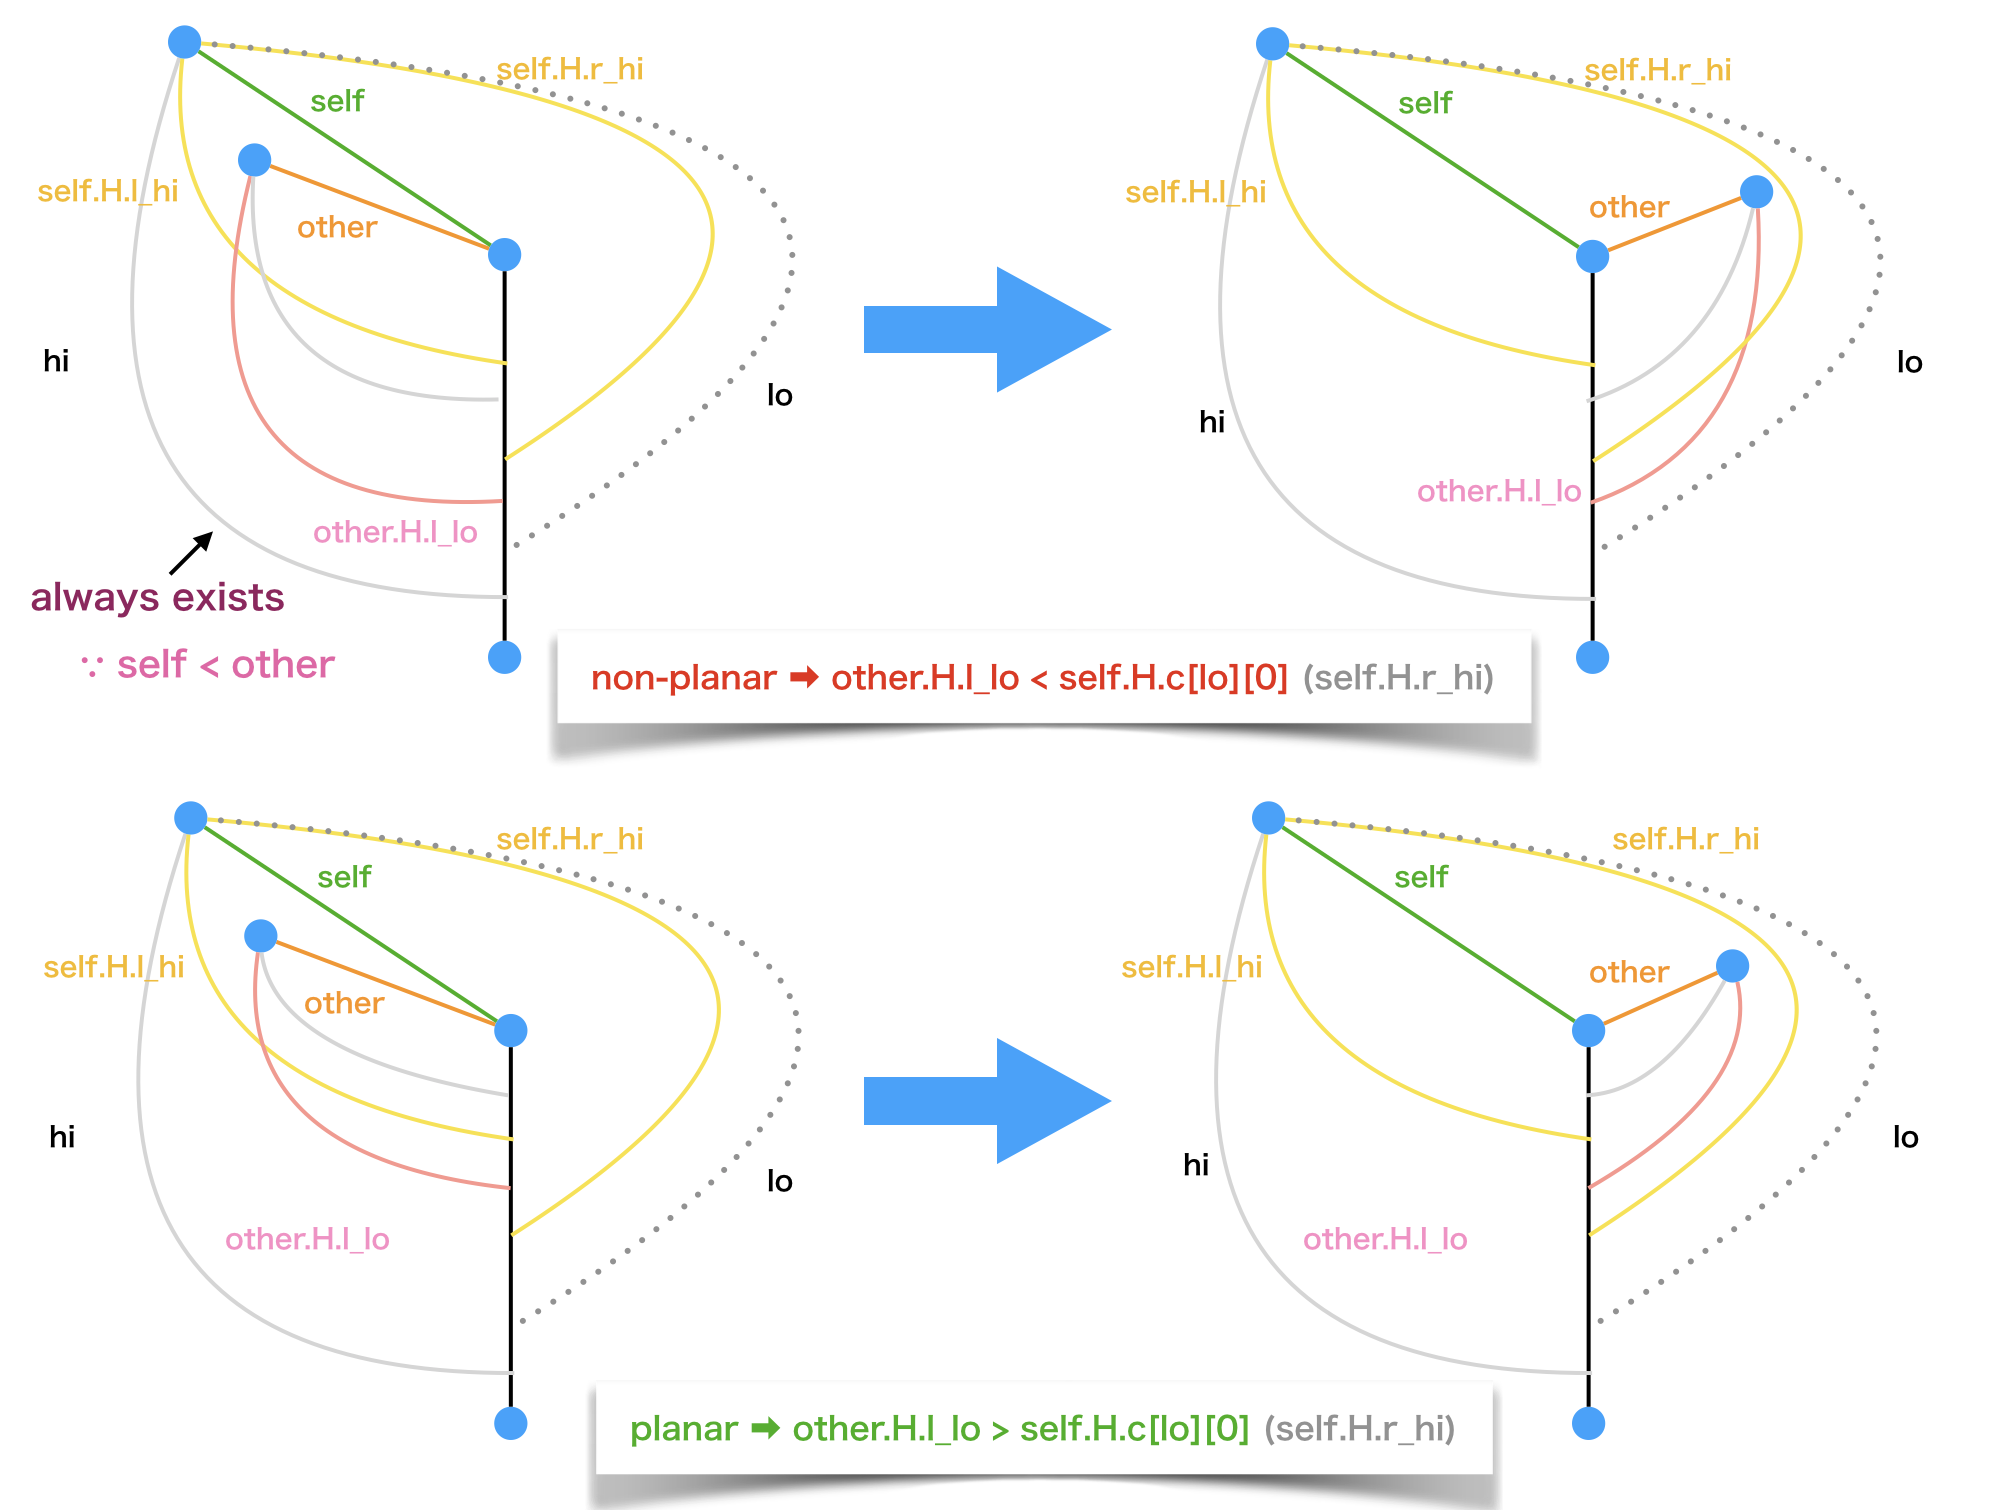 self.H.r_hi
self
self.H.l_hi
other
hi
lo
other.H.l_lo
always exists
∵ self < other
self.H.r_hi
self
self.H.l_hi
other
lo
hi
other.H.l_lo
non-planar ➡ other.H.l_lo < self.H.c[lo][0] (self.H.r_hi)
self.H.r_hi
self
self.H.l_hi
other
hi
lo
other.H.l_lo
self.H.r_hi
self
self.H.l_hi
other
lo
hi
other.H.l_lo
planar ➡ other.H.l_lo > self.H.c[lo][0] (self.H.r_hi)